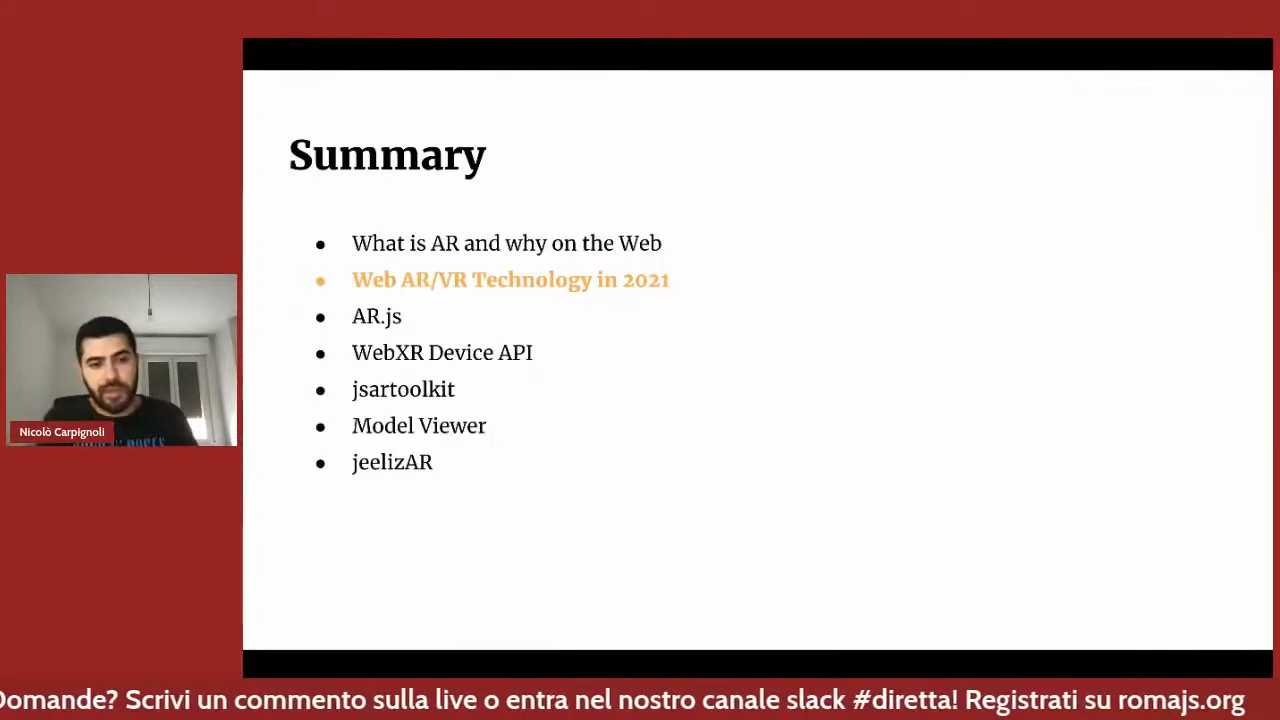 Summary
● What is AR and why on the Web
● Web AR/VR Technology in 2021
● AR.js
● WebXR Device API
● jsartoolkit
● Model Viewer
● jeelizAR
Nicolò Carpignoli
Domande? Scrivi un commento sulla live o entra nel nostro canale slack #diretta! Registrati su romajs.org